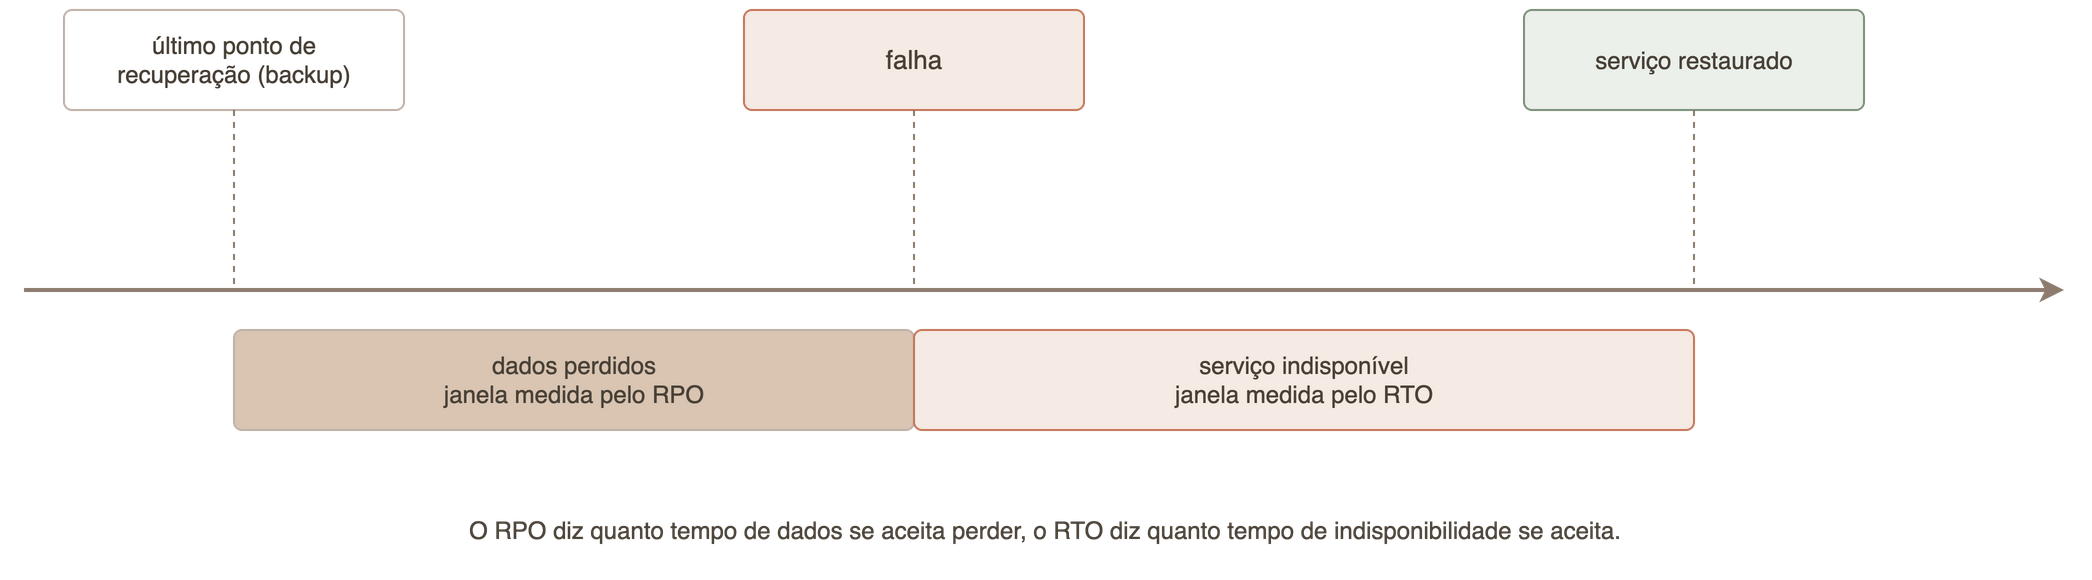 último ponto de
recuperação (backup)
falha
serviço restaurado
dados perdidos
janela medida pelo RPO
serviço indisponível
janela medida pelo RTO
O RPO diz quanto tempo de dados se aceita perder, o RTO diz quanto tempo de indisponibilidade se aceita.